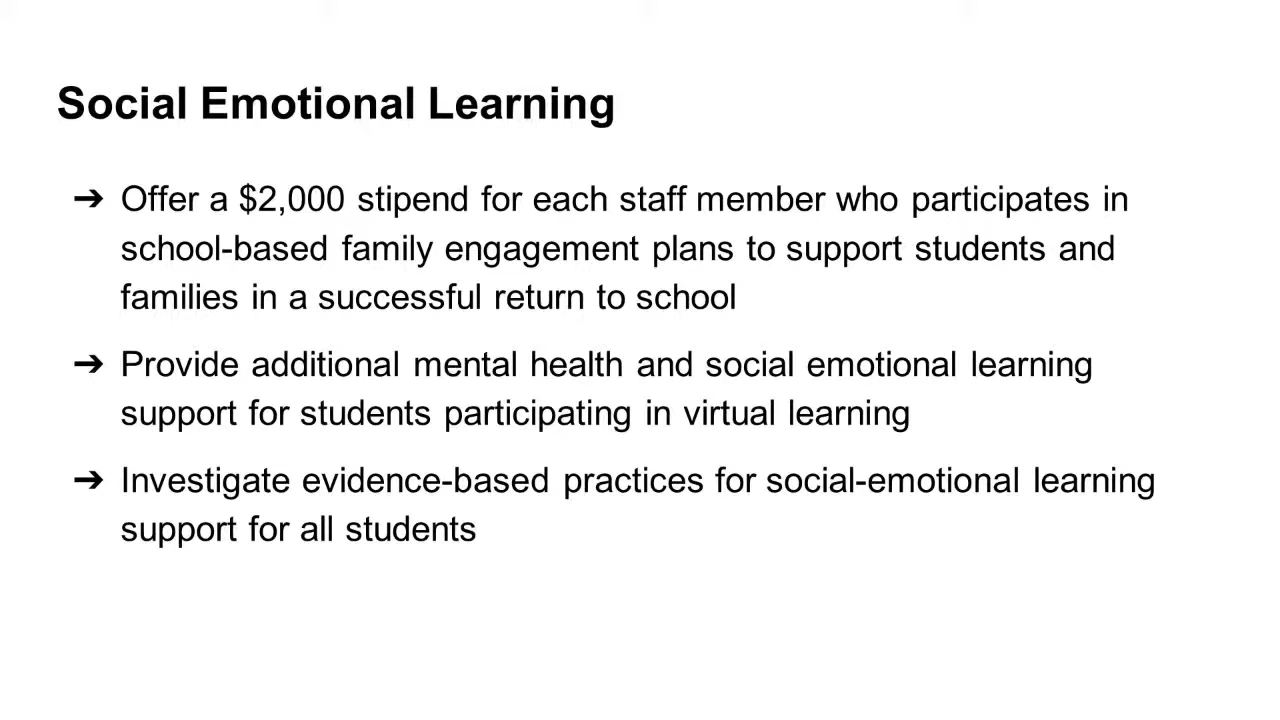 Social Emotional Learning
➔ Offer a $2,000 stipend for each staff member who participates in
school-based family engagement plans to support students and
families in a successful return to school
➔ Provide additional mental health and social emotional learning
support for students participating in virtual learning
➔ Investigate evidence-based practices for social-emotional learning
support for all students